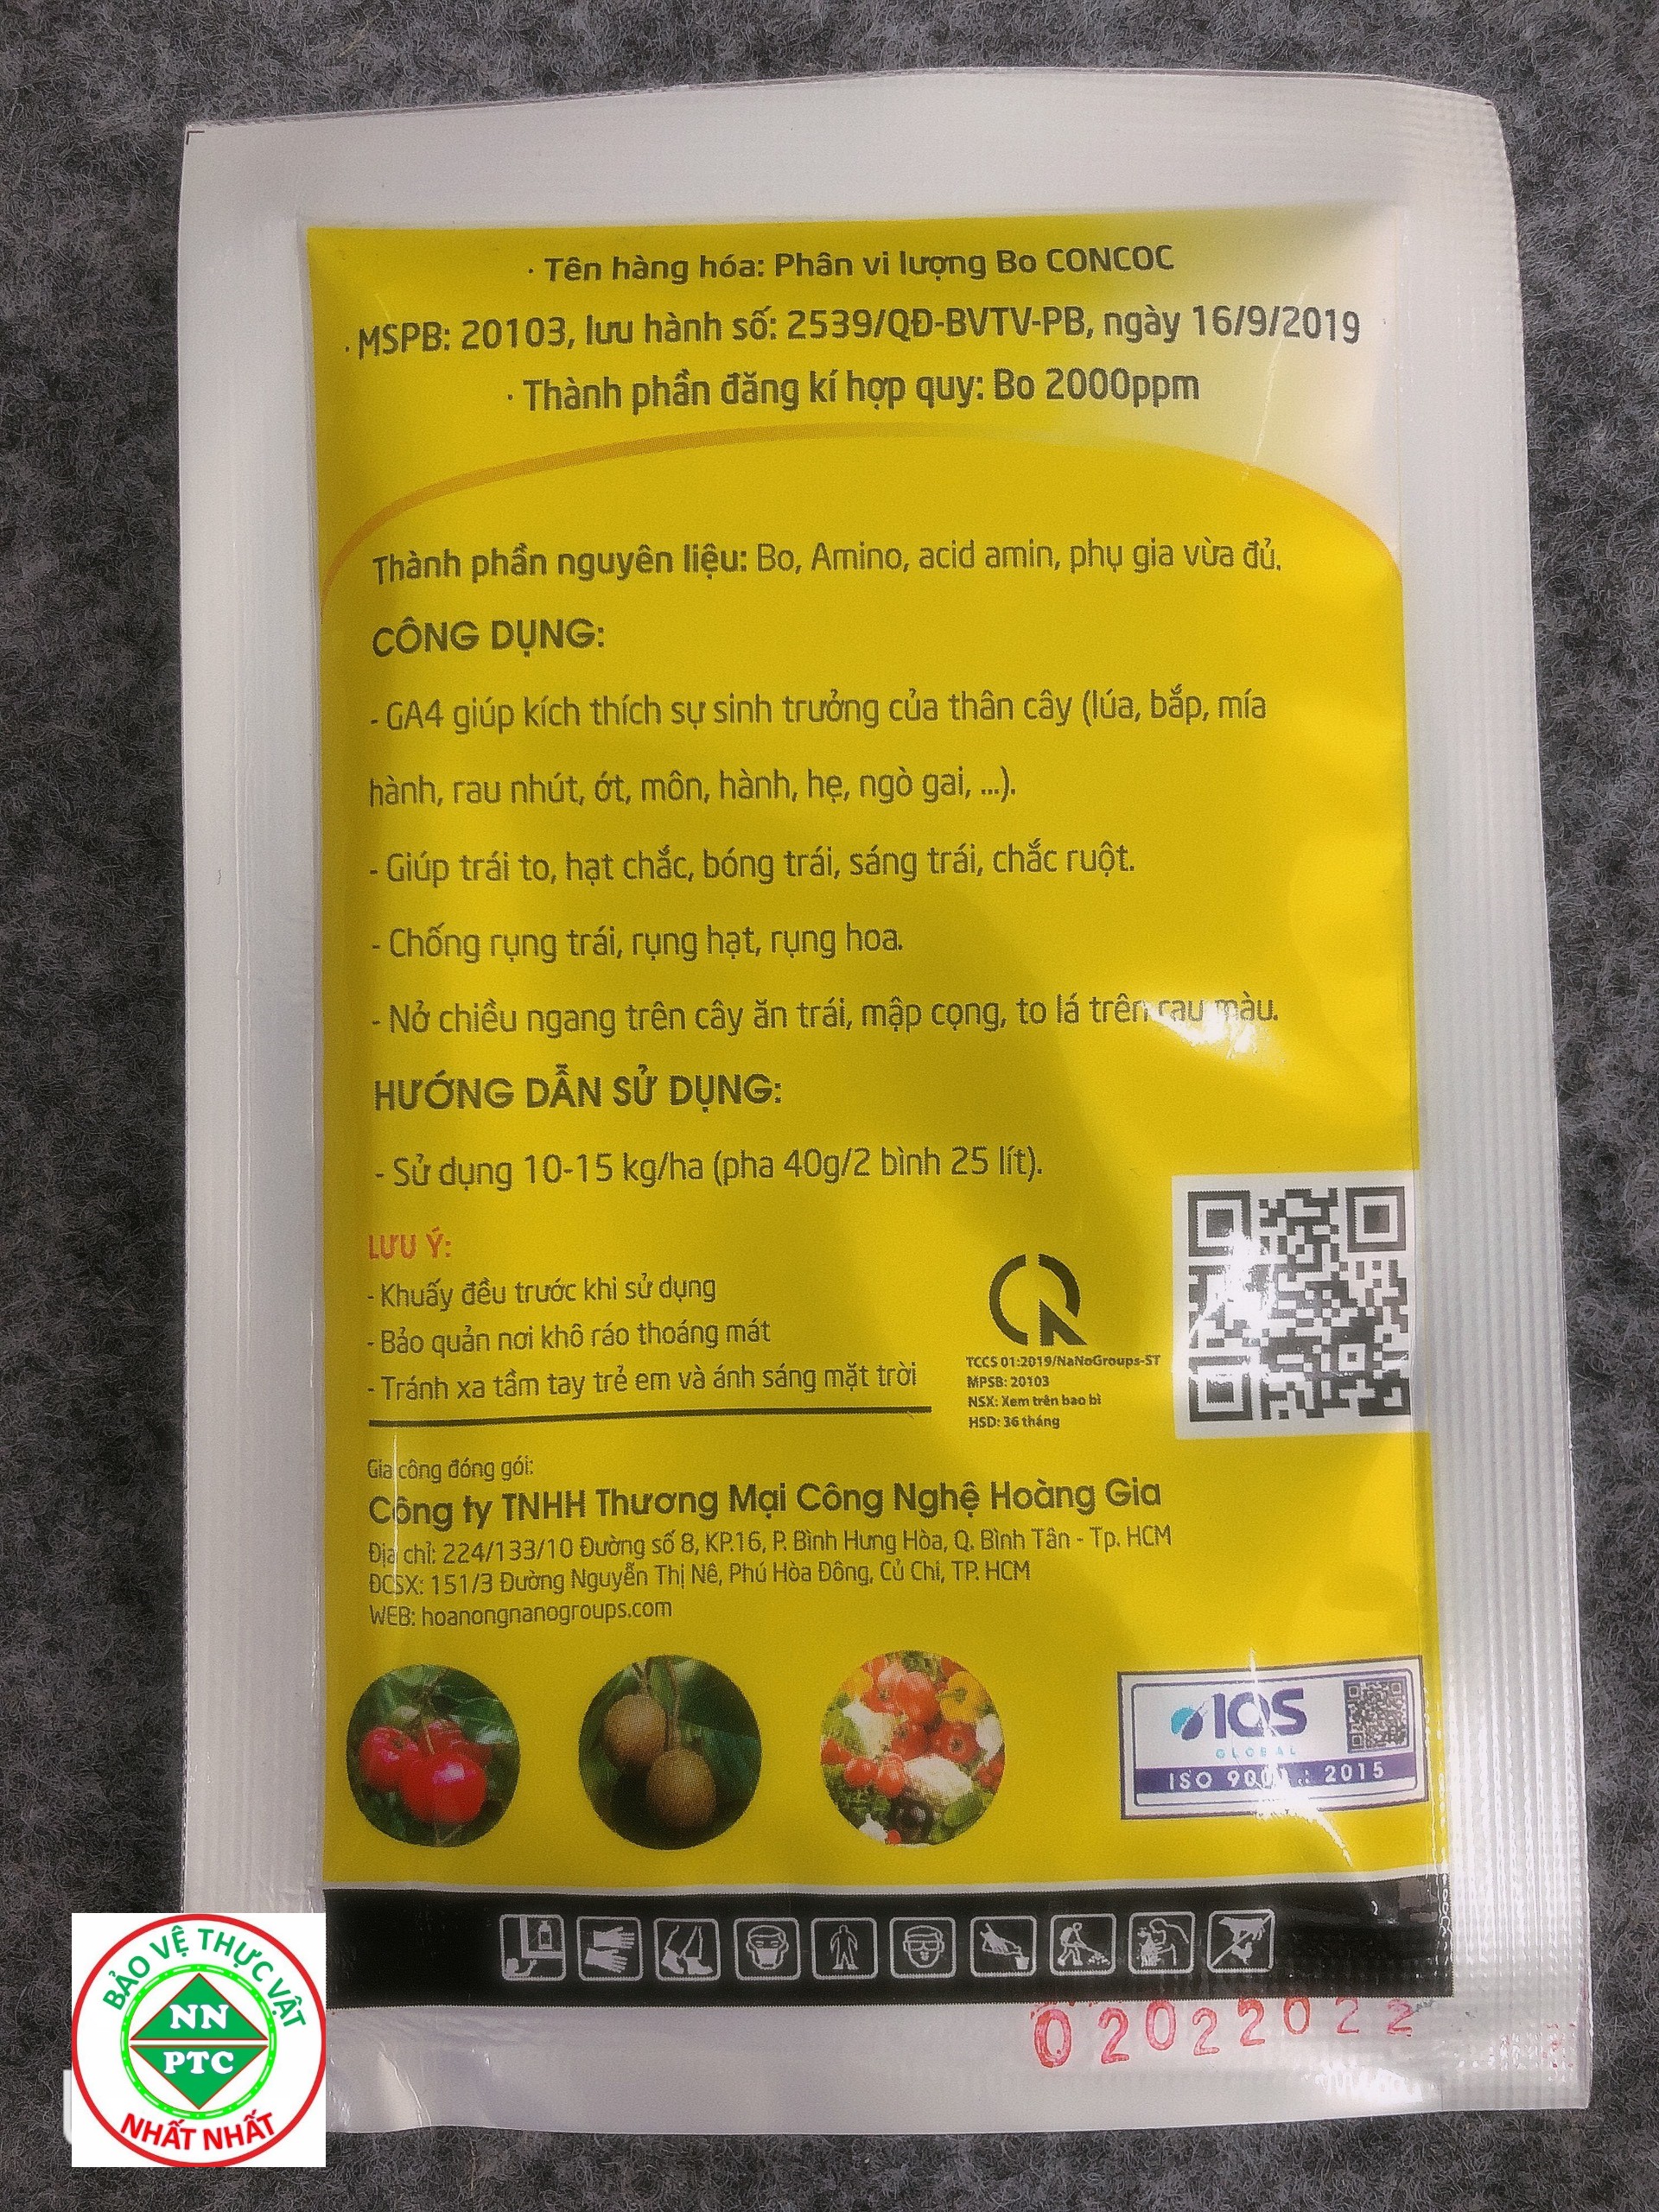 · Tên hàng hóa: Phân vi lượng Bo CONCOC
· MSPB: 20103, lưu hành số: 2539/QĐ-BVTV-PB, ngày 16/9/2019
· Thành phần đăng kí hợp quy: Bo 2000ppm
Thành phần nguyên liệu: Bo, Amino, acid amin, phụ gia vừa đủ.
CÔNG DỤNG:
- GA4 giúp kích thích sự sinh trưởng của thân cây (lúa, bắp, mía
hành, rau nhút, ớt, môn, hành, hẹ, ngò gai, ...).
- Giúp trái to, hạt chắc, bóng trái, sáng trái, chắc ruột.
- Chống rụng trái, rụng hạt, rụng hoa.
- Nở chiều ngang trên cây ăn trái, mập cọng, to lá trên rau màu.
HƯỚNG DẪN SỬ DỤNG:
- Sử dụng 10-15 kg/ha (pha 40g/2 bình 25 lít).
LƯU Ý:
- Khuấy đều trước khi sử dụng
- Bảo quản nơi khô ráo thoáng mát
- Tránh xa tầm tay trẻ em và ánh sáng mặt trời
TCCS 01:2019/NaNoGroups-ST
MPSB: 20103
NSX: Xem trên bao bì
HSD: 36 tháng
Gia công đóng gói:
Công ty TNHH Thương Mại Công Nghệ Hoàng Gia
Địa chỉ: 224/133/10 Đường số 8, KP.16, P. Bình Hưng Hòa, Q. Bình Tân - Tp. HCM
ĐCSX: 151/3 Đường Nguyễn Thị Nê, Phú Hòa Đông, Củ Chi, TP. HCM
WEB: hoanongnanogroups.com
IQS
GLOBAL
ISO 9001 : 2015
02022022
BẢO VỆ THỰC VẬT
NN
PTC
NHẤT NHẤT